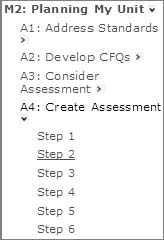 M2: Planning My Unit
A1: Address Standards
A2: Develop CFQs
A3: Consider
Assessment
A4: Create Assessment
Step 1
Step 2
Step 3
Step 4
Step 5
Step 6